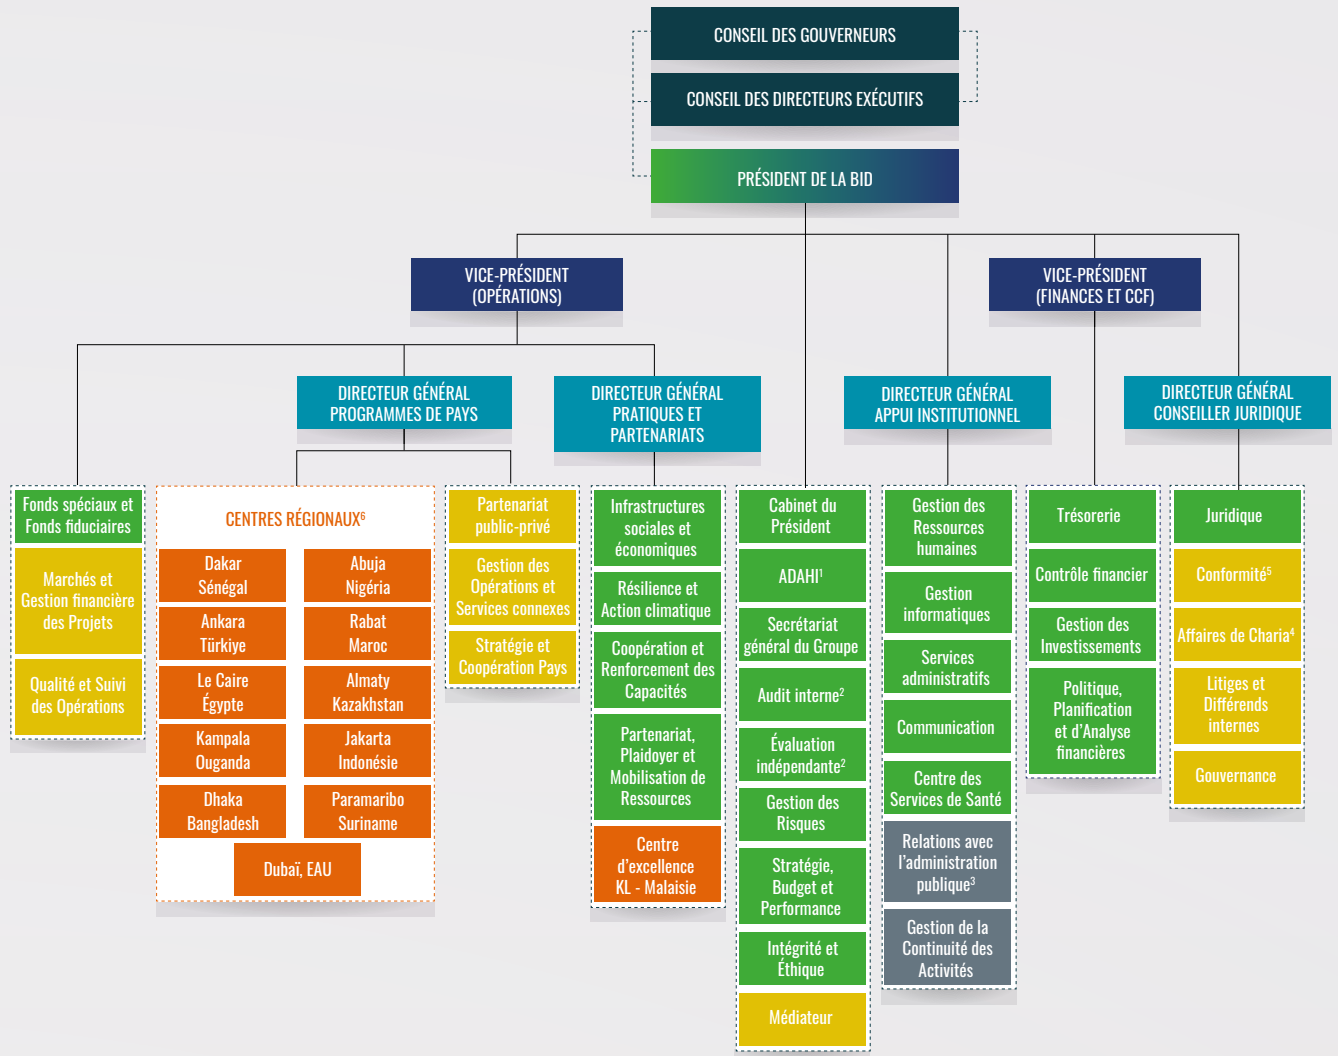 CONSEIL DES GOUVERNEURS
CONSEIL DES DIRECTEURS EXÉCUTIFS
PRÉSIDENT DE LA BID
VICE-PRÉSIDENT
(OPÉRATIONS)
VICE-PRÉSIDENT
(FINANCES ET CCF)
DIRECTEUR GÉNÉRAL
PROGRAMMES DE PAYS
DIRECTEUR GÉNÉRAL
PRATIQUES ET
PARTENARIATS
DIRECTEUR GÉNÉRAL
APPUI INSTITUTIONNEL
DIRECTEUR GÉNÉRAL
CONSEILLER JURIDIQUE
Fonds spéciaux et
Fonds fiduciaires
Marchés et
Gestion financière
des Projets
Qualité et Suivi
des Opérations
CENTRES RÉGIONAUX⁶
Dakar
Sénégal
Abuja
Nigéria
Ankara
Türkiye
Rabat
Maroc
Le Caire
Égypte
Almaty
Kazakhstan
Kampala
Ouganda
Jakarta
Indonésie
Dhaka
Bangladesh
Paramaribo
Suriname
Dubaï, EAU
Partenariat
public-privé
Gestion des
Opérations et
Services connexes
Stratégie et
Coopération Pays
Infrastructures
sociales et
économiques
Résilience et
Action climatique
Coopération et
Renforcement des
Capacités
Partenariat,
Plaidoyer et
Mobilisation de
Ressources
Centre
d'excellence
KL - Malaisie
Cabinet du
Président
ADAHI¹
Secrétariat
général du Groupe
Audit interne²
Évaluation
indépendante²
Gestion des
Risques
Stratégie,
Budget et
Performance
Intégrité et
Éthique
Médiateur
Gestion des
Ressources
humaines
Gestion
informatiques
Services
administratifs
Communication
Centre des
Services de Santé
Relations avec
l'administration
publique³
Gestion de la
Continuité des
Activités
Trésorerie
Contrôle financier
Gestion des
Investissements
Politique,
Planification
et d'Analyse
financières
Juridique
Conformité⁵
Affaires de Charia⁴
Litiges et
Différends
internes
Gouvernance